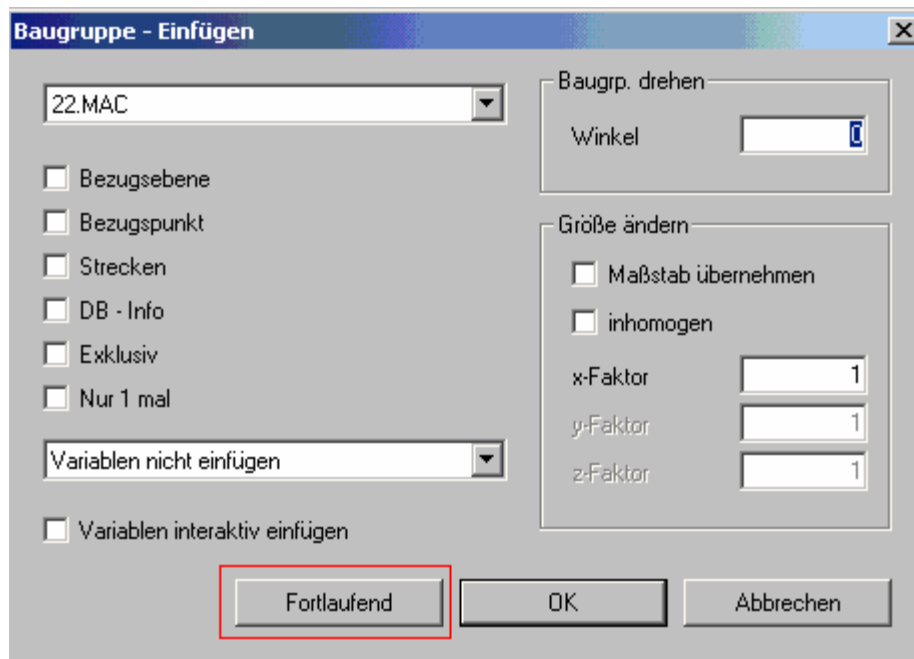 Baugruppe - Einfügen
22.MAC
Bezugsebene
Bezugspunkt
Strecken
DB - Info
Exklusiv
Nur 1 mal
Variablen nicht einfügen
Variablen interaktiv einfügen
Baugrp. drehen
Winkel 0
Größe ändern
Maßstab übernehmen
inhomogen
x-Faktor 1
y-Faktor 1
z-Faktor 1
Fortlaufend OK Abbrechen